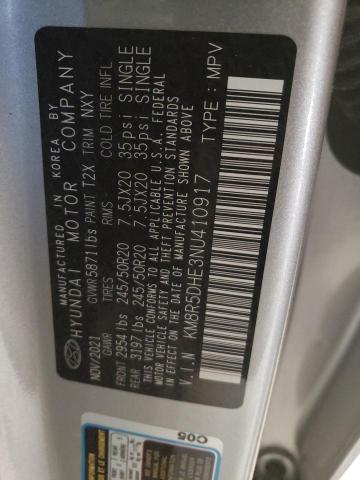 MANUFACTURED IN KOREA BY
HYUNDAI MOTOR COMPANY
NOV/2021 GVWR 5871lbs PAINT T2X TRIM NXY
GAWR TIRES RIMS COLD TIRE INFL.
FRONT 2954 lbs 245/50R20 7.5JX20 35psi SINGLE
REAR 3197 lbs 245/50R20 7.5JX20 35psi SINGLE
THIS VEHICLE CONFORMS TO ALL APPLICABLE U.S.A. FEDERAL
MOTOR VEHICLE SAFETY AND THEFT PREVENTION STANDARDS
IN EFFECT ON THE DATE OF MANUFACTURE SHOWN ABOVE
V.I.N : KM8R5DHE3NU410917 TYPE : MPV
C05